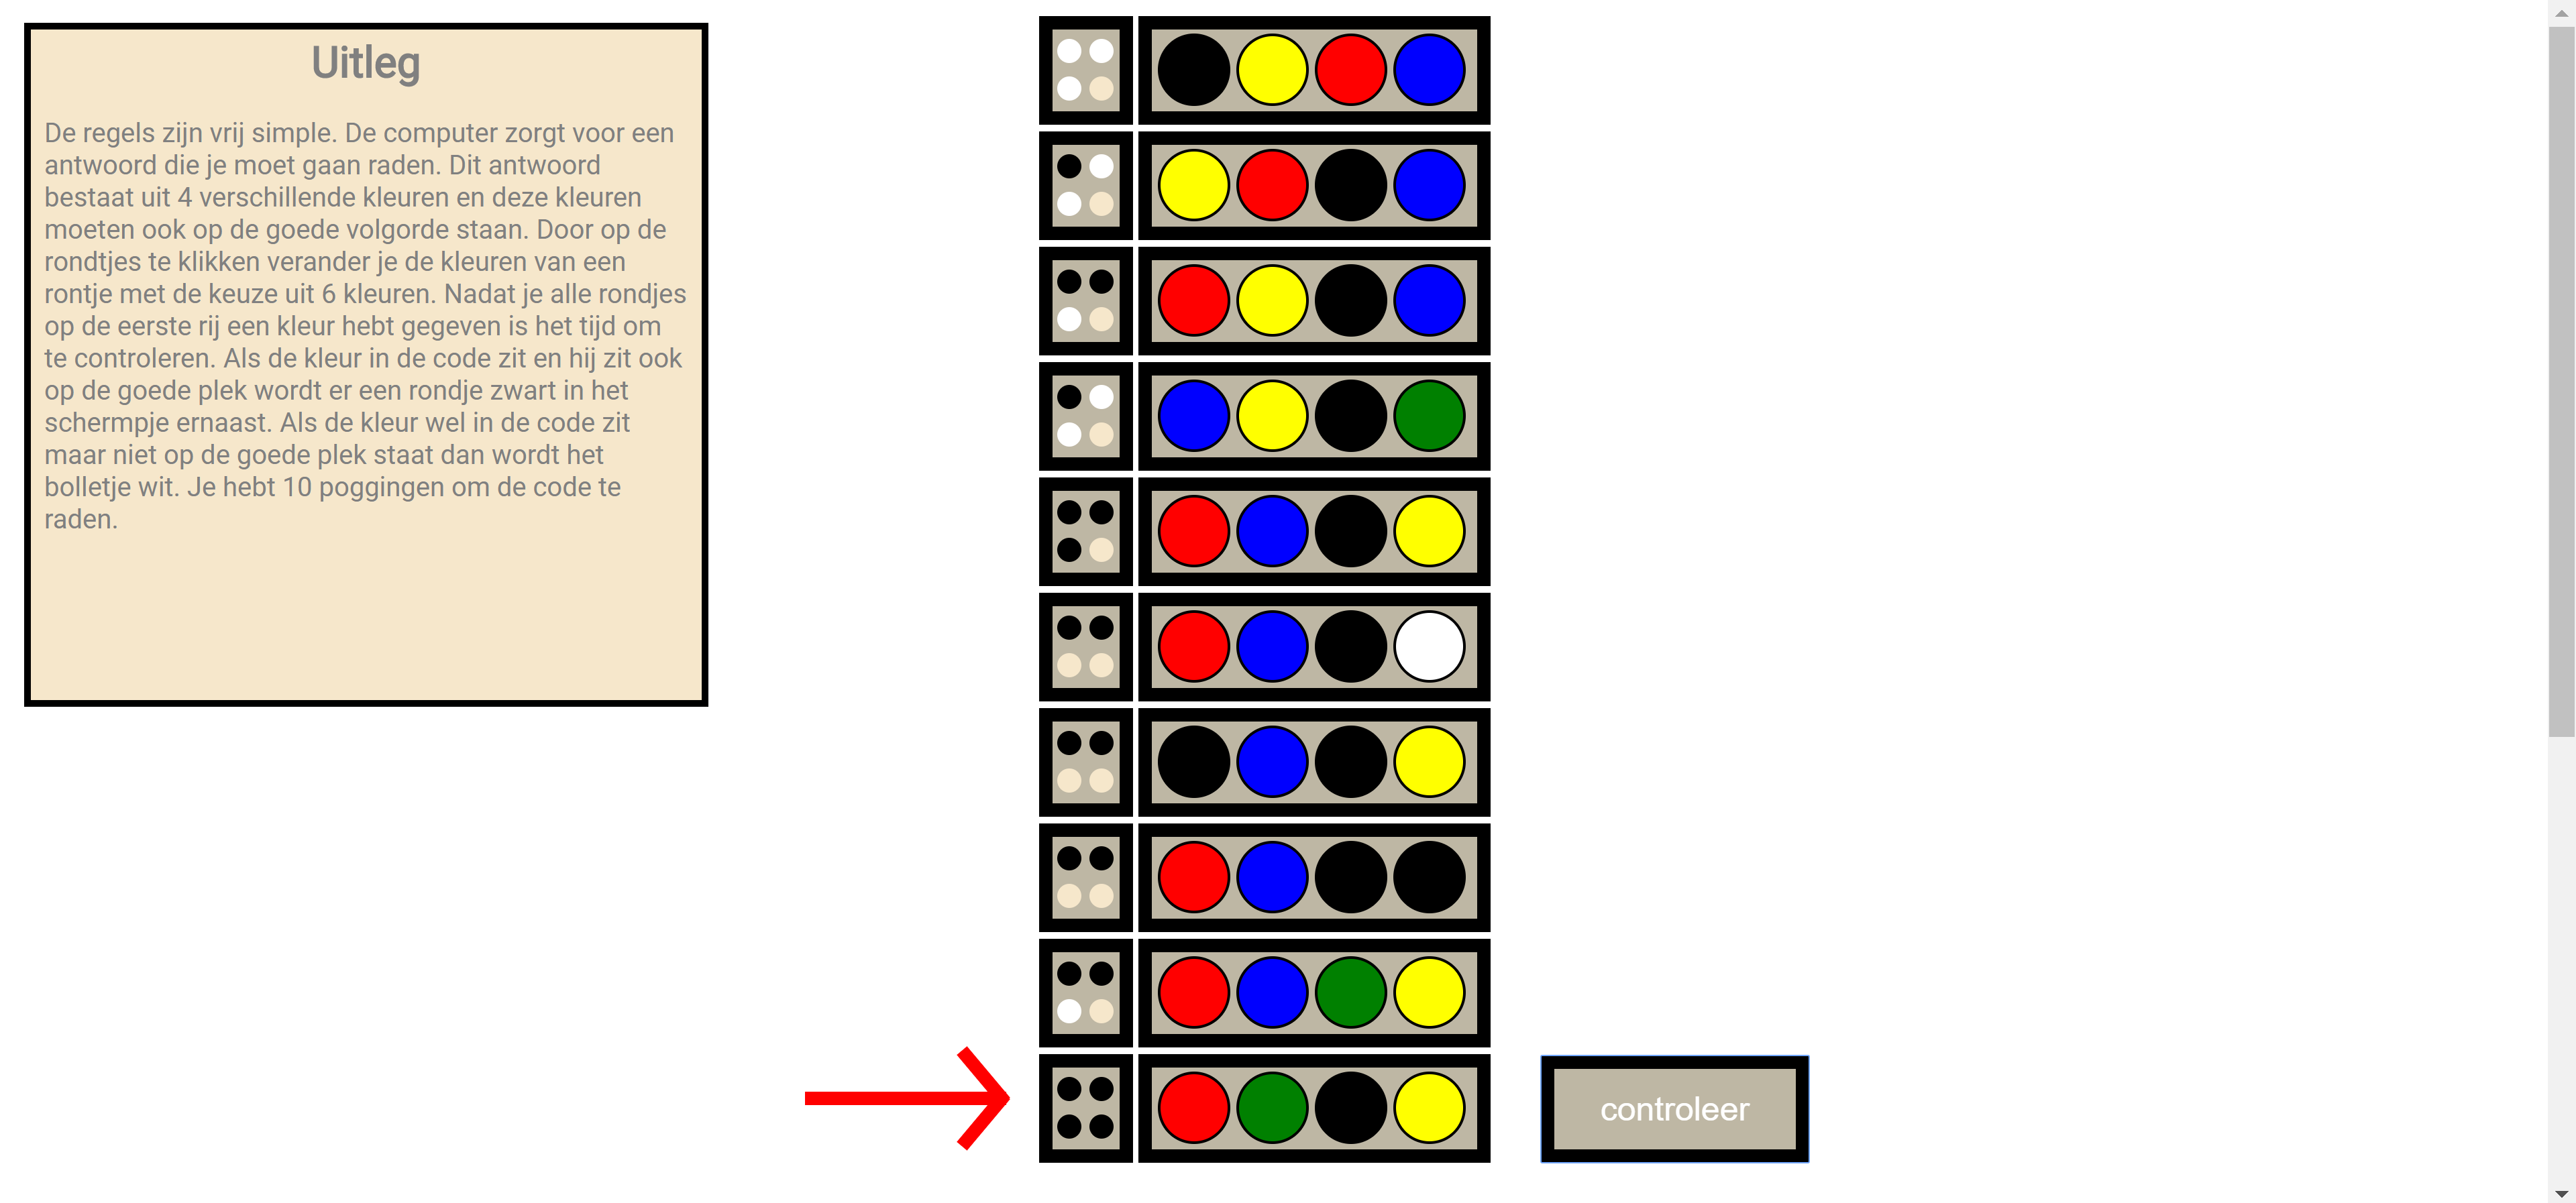 Uitleg
De regels zijn vrij simple. De computer zorgt voor een
antwoord die je moet gaan raden. Dit antwoord
bestaat uit 4 verschillende kleuren en deze kleuren
moeten ook op de goede volgorde staan. Door op de
rondtjes te klikken verander je de kleuren van een
rontje met de keuze uit 6 kleuren. Nadat je alle rondjes
op de eerste rij een kleur hebt gegeven is het tijd om
te controleren. Als de kleur in de code zit en hij zit ook
op de goede plek wordt er een rondje zwart in het
schermpje ernaast. Als de kleur wel in de code zit
maar niet op de goede plek staat dan wordt het
bolletje wit. Je hebt 10 poggingen om de code te
raden.
controleer